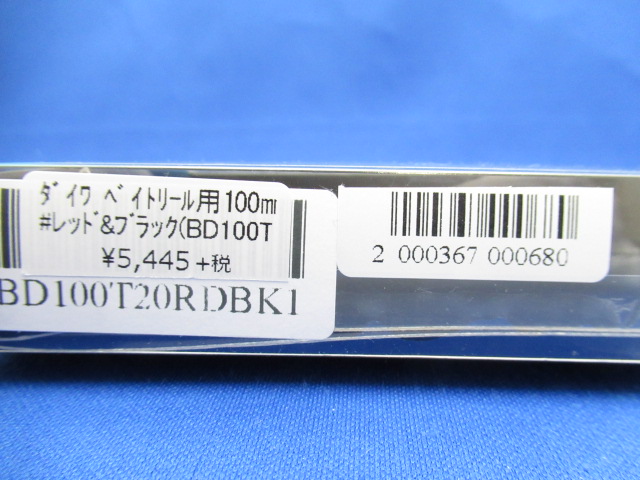 ﾀﾞｲﾜ ﾍﾞｲﾄﾘｰﾙ用100mm
#ﾚｯﾄﾞ&ﾌﾞﾗｯｸ(BD100T
¥5,445+税
BD100T20RDBK1
2 000367 000680